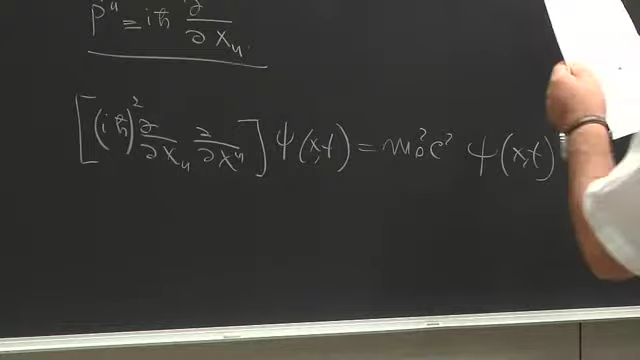 p^μ = iħ ∂/∂x_μ
[(iħ)² ∂/∂x_μ ∂/∂x^μ] ψ(x,t) = m₀²c² ψ(x,t)